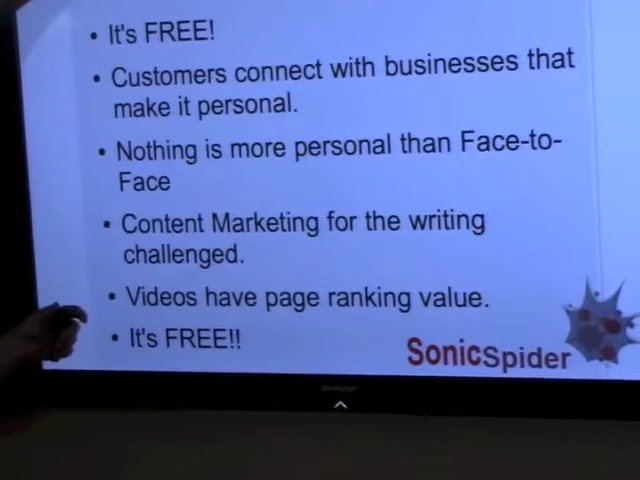 • It's FREE!
• Customers connect with businesses that
make it personal.
• Nothing is more personal than Face-to-
Face
• Content Marketing for the writing
challenged.
• Videos have page ranking value.
• It's FREE!!
SonicSpider
SHARP